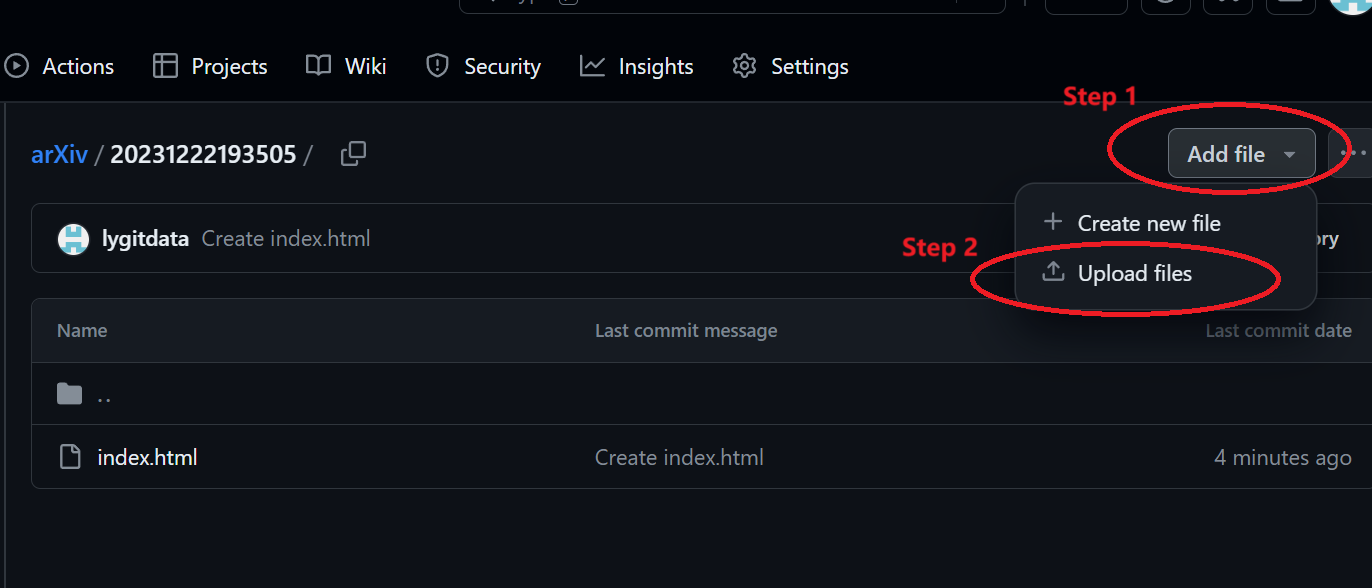 Actions Projects Wiki Security Insights Settings
Step 1
arXiv / 20231222193505 /
Add file
Create new file
lygitdata Create index.html
Step 2
Upload files
Name Last commit message Last commit date
..
index.html Create index.html 4 minutes ago